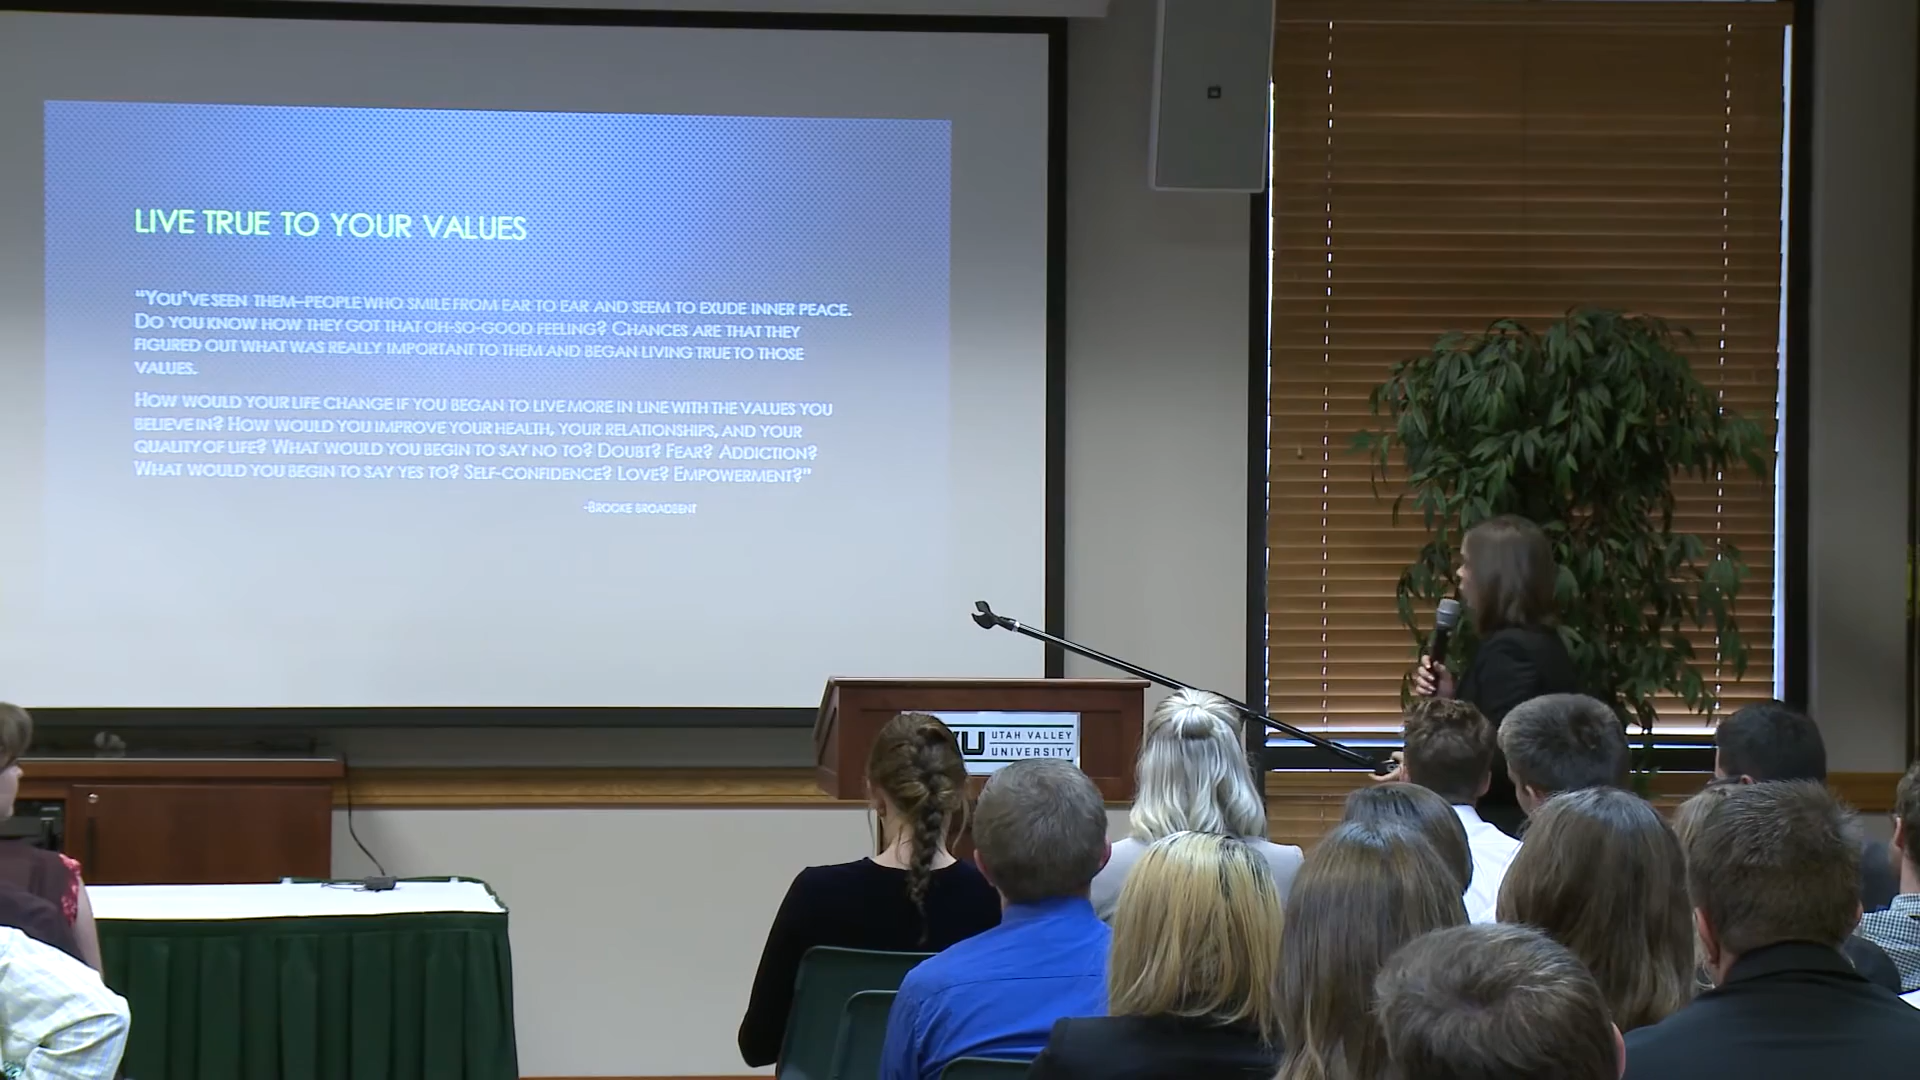 LIVE TRUE TO YOUR VALUES
“YOU'VE SEEN THEM–PEOPLE WHO SMILE FROM EAR TO EAR AND SEEM TO EXUDE INNER PEACE.
DO YOU KNOW HOW THEY GOT THAT OH-SO-GOOD FEELING? CHANCES ARE THAT THEY
FIGURED OUT WHAT WAS REALLY IMPORTANT TO THEM AND BEGAN LIVING TRUE TO THOSE
VALUES.
HOW WOULD YOUR LIFE CHANGE IF YOU BEGAN TO LIVE MORE IN LINE WITH THE VALUES YOU
BELIEVE IN? HOW WOULD YOU IMPROVE YOUR HEALTH, YOUR RELATIONSHIPS, AND YOUR
QUALITY OF LIFE? WHAT WOULD YOU BEGIN TO SAY NO TO? DOUBT? FEAR? ADDICTION?
WHAT WOULD YOU BEGIN TO SAY YES TO? SELF-CONFIDENCE? LOVE? EMPOWERMENT?"
-BROOKE BROADBENT
UTAH VALLEY
UNIVERSITY